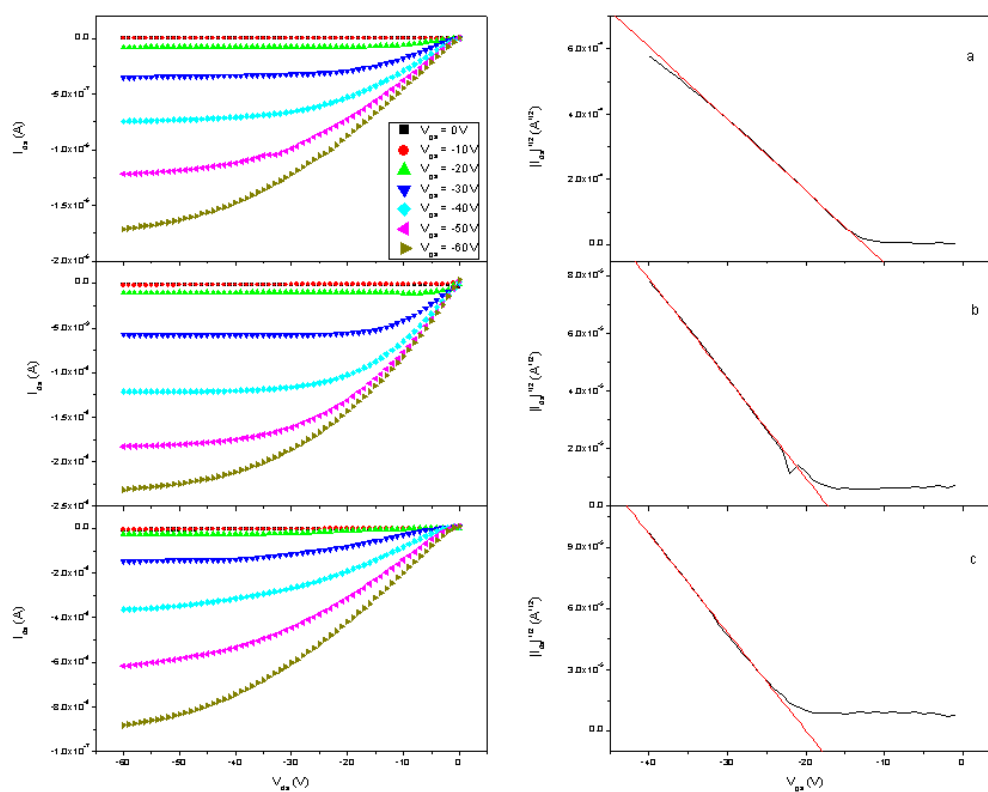 0.0
-5.0x10⁻⁷
-1.0x10⁻⁶
-1.5x10⁻⁶
-2.0x10⁻⁶
I_ds (A)
V_gs = 0V
V_gs = -10V
V_gs = -20V
V_gs = -30V
V_gs = -40V
V_gs = -50V
V_gs = -60V
6.0x10⁻⁴
4.0x10⁻⁴
2.0x10⁻⁴
0.0
|I_ds|^1/2 (A^1/2)
a
0.0
-5.0x10⁻⁹
-1.0x10⁻⁸
-1.5x10⁻⁸
-2.0x10⁻⁸
-2.5x10⁻⁸
I_ds (A)
8.0x10⁻⁵
6.0x10⁻⁵
4.0x10⁻⁵
2.0x10⁻⁵
0.0
|I_ds|^1/2 (A^1/2)
b
0.0
-2.0x10⁻⁸
-4.0x10⁻⁸
-6.0x10⁻⁸
-8.0x10⁻⁸
-1.0x10⁻⁷
I_ds (A)
-60 -50 -40 -30 -20 -10 0
V_ds (V)
9.0x10⁻⁵
6.0x10⁻⁵
3.0x10⁻⁵
0.0
|I_ds|^1/2 (A^1/2)
c
-40 -30 -20 -10 0
V_gs (V)